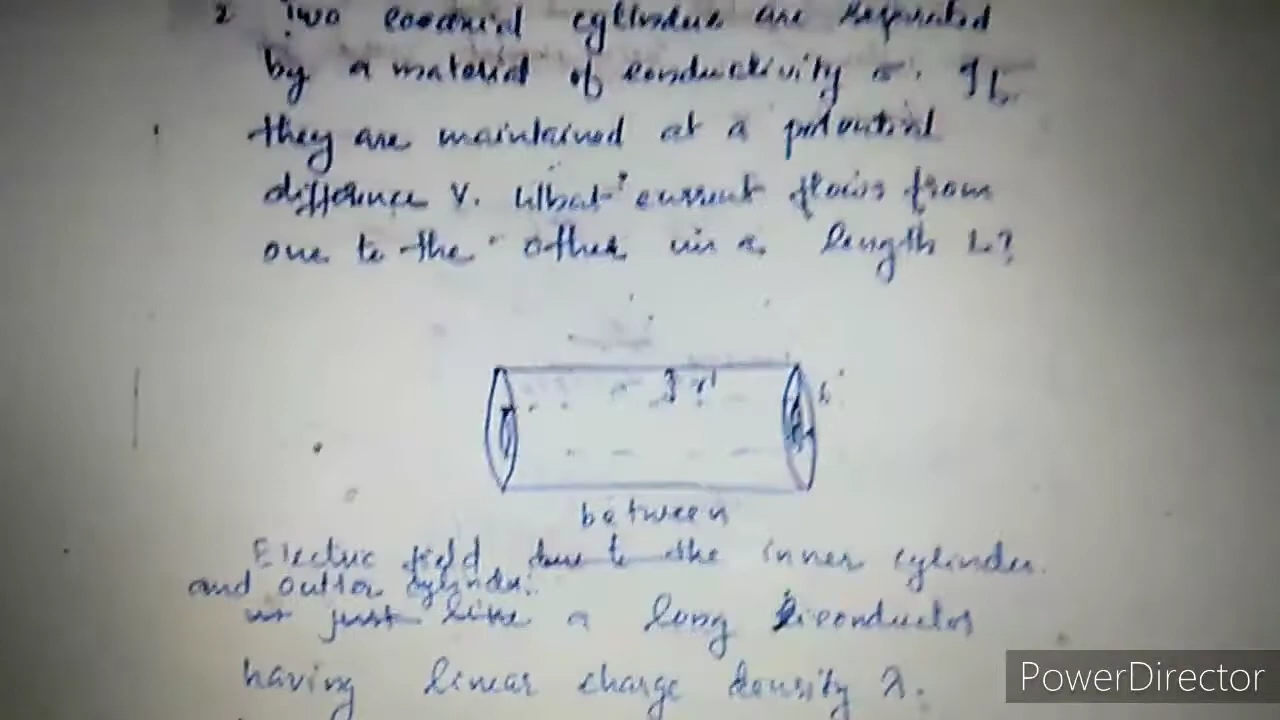 2 Two coaxial cylinders are separated
by a material of conductivity σ. If
they are maintained at a potential
difference V. What current flows from
one to the other in a length L?
b
between
Electric field due to the inner cylinder.
and outer cylinder.
just like a long conductor
having linear charge density λ.
PowerDirector